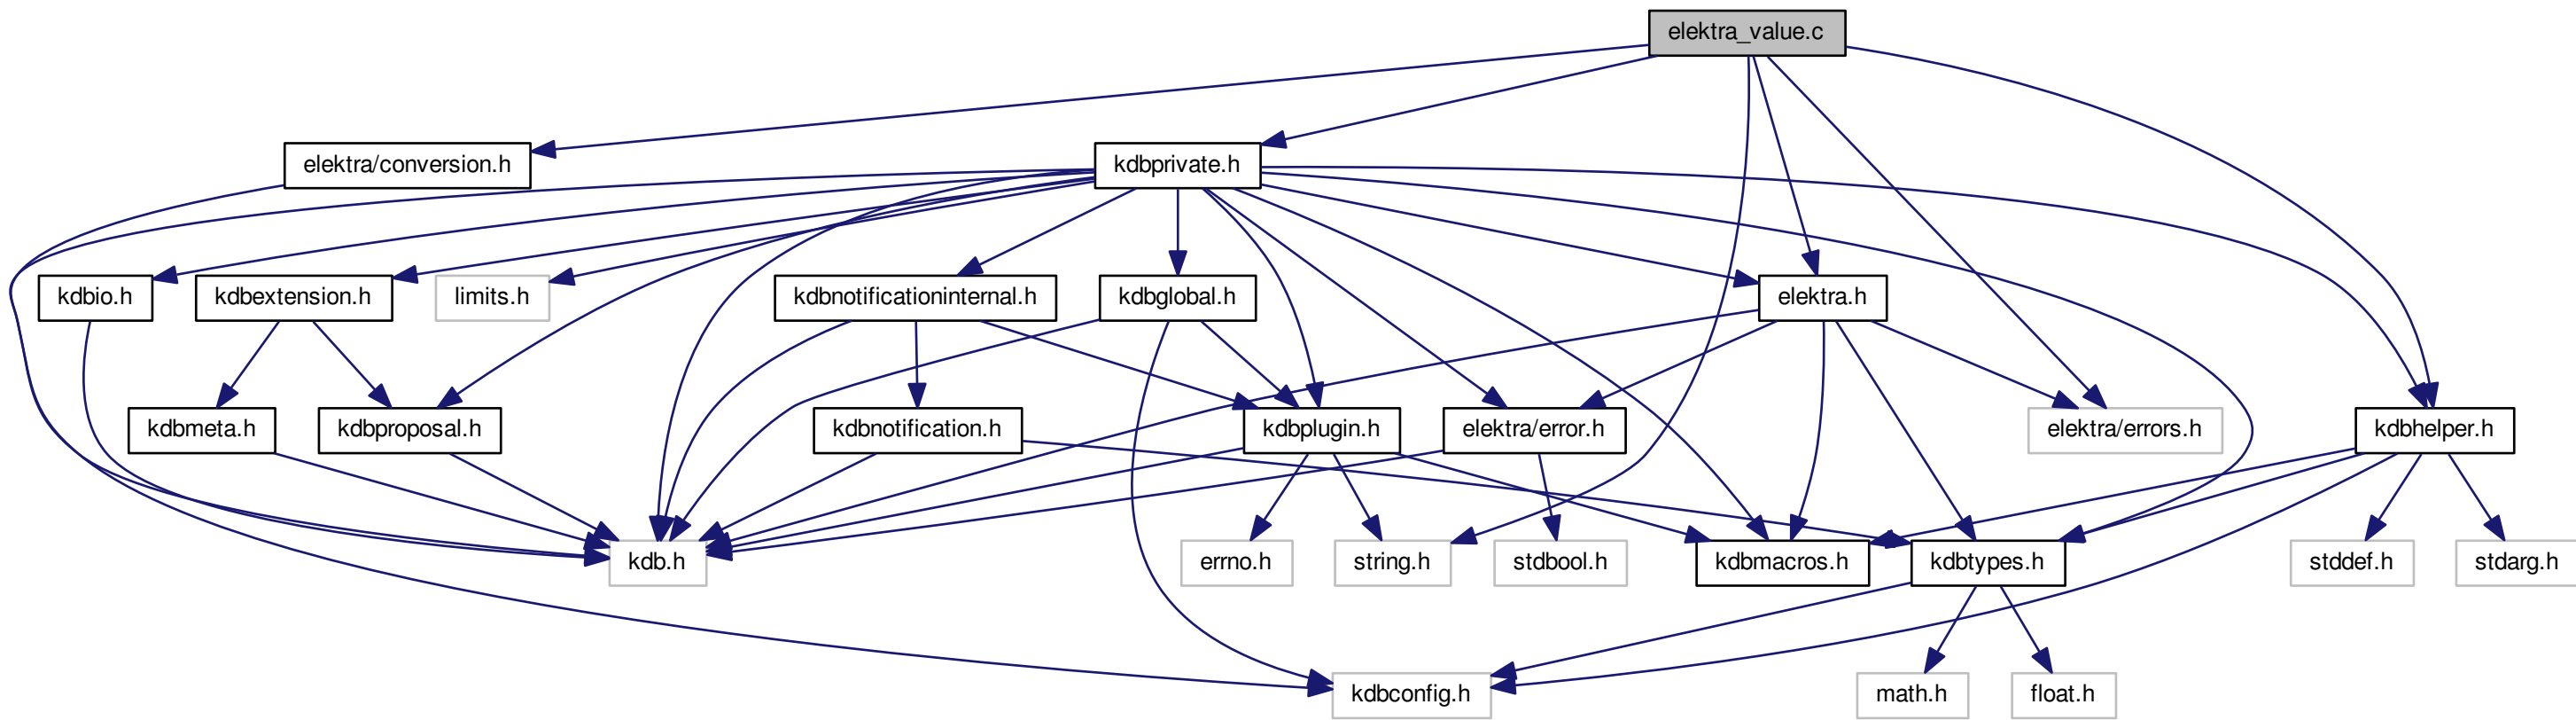 elektra_value.c
elektra/conversion.h
kdbprivate.h
kdbio.h
kdbextension.h
limits.h
kdbnotificationinternal.h
kdbglobal.h
elektra.h
kdbmeta.h
kdbproposal.h
kdbnotification.h
kdbplugin.h
elektra/error.h
elektra/errors.h
kdbhelper.h
kdb.h
errno.h
string.h
stdbool.h
kdbmacros.h
kdbtypes.h
stddef.h
stdarg.h
kdbconfig.h
math.h
float.h